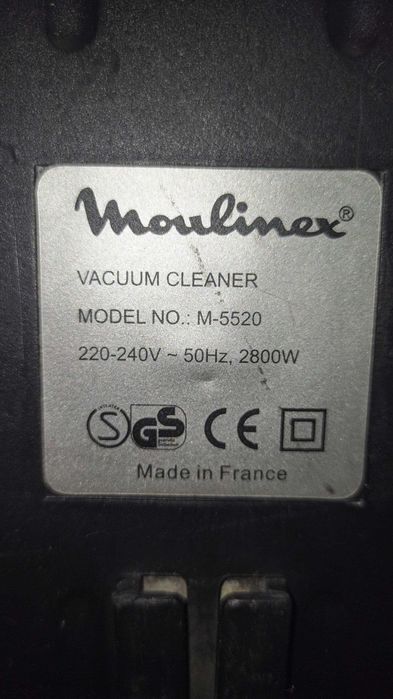 Moulinex®
VACUUM CLEANER
MODEL NO.: M-5520
220-240V ~ 50Hz, 2800W
S GS CE
Made in France